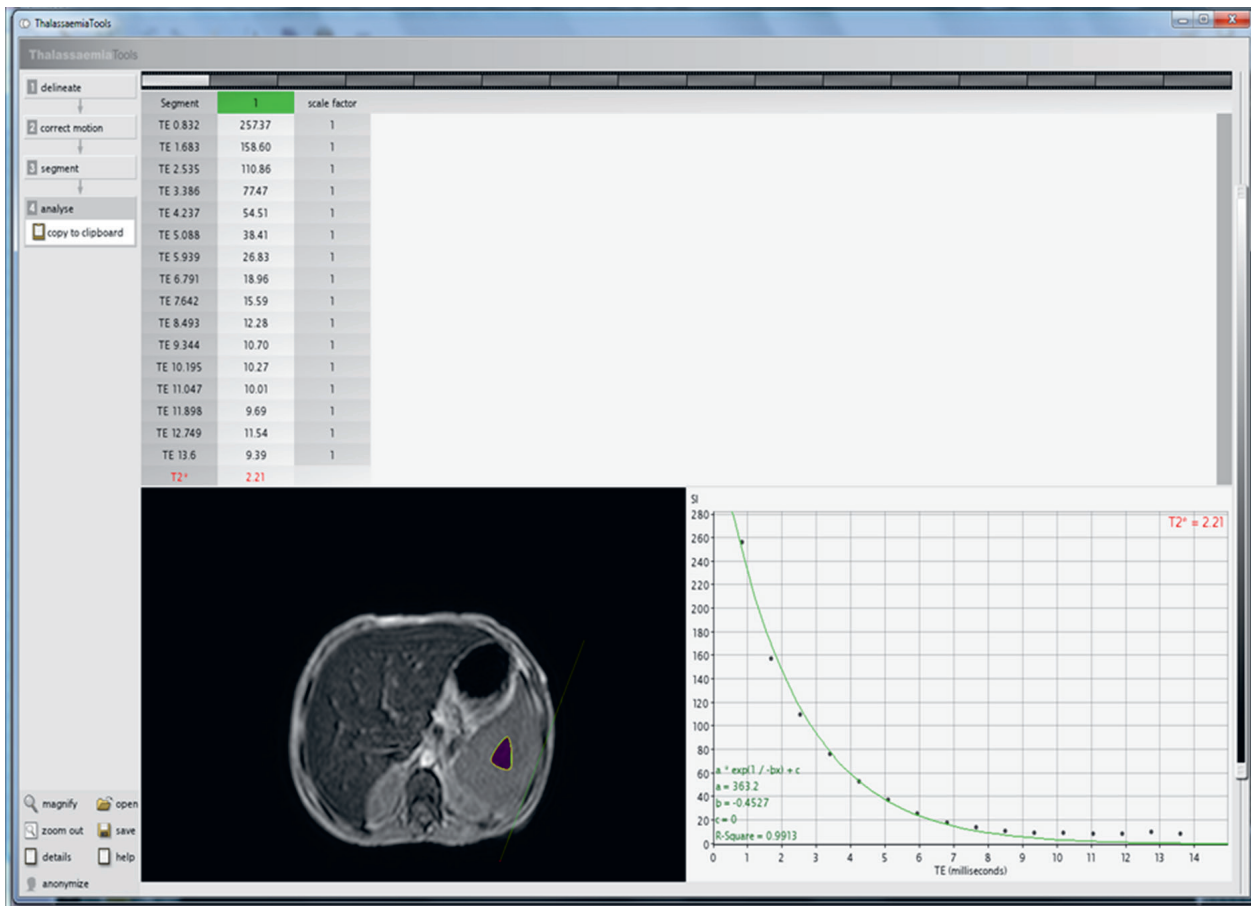 ThalassaemiaTools
ThalassaemiaTools
1 delineate
2 correct motion
3 segment
4 analyse
copy to clipboard
Segment 1 scale factor
TE 0.832 257.37 1
TE 1.683 158.60 1
TE 2.535 110.86 1
TE 3.386 77.47 1
TE 4.237 54.51 1
TE 5.088 38.41 1
TE 5.939 26.83 1
TE 6.791 18.96 1
TE 7.642 15.59 1
TE 8.493 12.28 1
TE 9.344 10.70 1
TE 10.195 10.27 1
TE 11.047 10.01 1
TE 11.898 9.69 1
TE 12.749 11.54 1
TE 13.6 9.39 1
T2* 2.21
SI
T2* = 2.21
280
260
240
220
200
180
160
140
120
100
80
60
40
20
0
a * exp(1 / -bx) + c
a = 363.2
b = -0.4527
c = 0
R-Square = 0.9913
0 1 2 3 4 5 6 7 8 9 10 11 12 13 14
TE (milliseconds)
magnify open
zoom out save
details help
anonymize